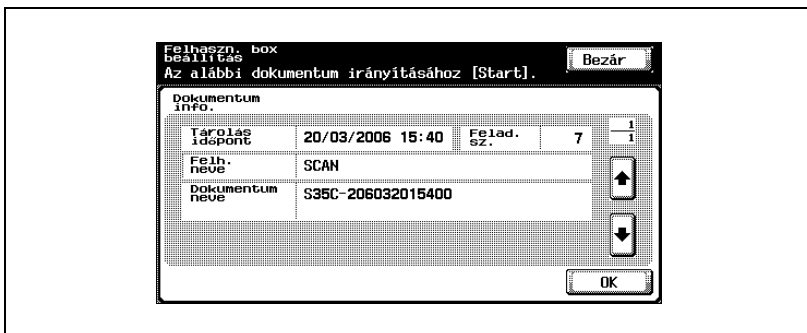 Felhaszn. box
beállítás
Bezár
Az alábbi dokumentum irányításához [Start].
Dokumentum
info.
Tárolás
időpont
20/03/2006 15:40
Felad.
sz.
7
1
1
Felh.
neve
SCAN
Dokumentum
neve
S35C-206032015400
OK